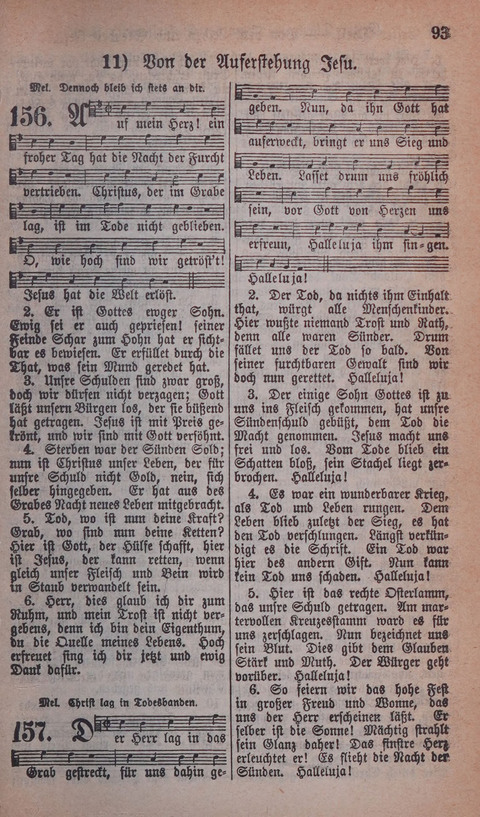 93
11) Von der Auferstehung Jesu.
Mel. Dennoch bleib ich stets an dir.
156. Auf mein Herz! ein
froher Tag hat die Nacht der Furcht
vertrieben. Christus, der im Grabe
lag, ist im Tode nicht geblieben.
O, wie hoch sind wir getröst't!
Jesus hat die Welt erlöst.
2. Er ist Gottes ewger Sohn.
Ewig sei er auch gepriesen! seiner
Feinde Schar zum Hohn hat er sicht-
bar es bewiesen. Er erfüllet durch die
That, was sein Mund geredet hat.
3. Unsre Schulden sind zwar groß,
doch wir dürfen nicht verzagen; Gott
läßt unsern Bürgen los, der sie büßend
hat getragen. Jesus ist mit Preis ge-
krönt, und wir sind mit Gott versöhnt.
4. Sterben war der Sünden Sold;
nun ist Christus unser Leben, der für
unsre Schuld nicht Gold, nein, sich
selber hingegeben. Er hat aus des
Grabes Nacht neues Leben mitgebracht.
5. Tod, wo ist nun deine Kraft?
Grab, wo sind nun deine Ketten?
Hier ist Gott, der Hülfe schafft, hier
ist Jesus, der kann retten, wenn
gleich unser Fleisch und Bein wird
in Staub verwandelt sein.
6. Herr, dies glaub ich dir zum
Ruhm, und mein Trost ist nicht ver-
gebens, denn ich bin dein Eigenthum,
du die Quelle meines Lebens. Hoch
erfreuet sing ich dir jetzt und ewig
Dank dafür.
Mel. Christ lag in Todesbanden.
157. Der Herr lag in das
Grab gestreckt, für uns dahin ge-
geben. Nun, da ihn Gott hat
auferweckt, bringt er uns Sieg und
Leben. Lasset drum uns fröhlich
sein, vor Gott von Herzen uns
erfreun, Halleluja ihm sin-gen.
Halleluja!
2. Der Tod, da nichts ihm Einhalt
that, würgt alle Menschenkinder.
Hier wußte niemand Trost und Rath,
denn alle waren Sünder. Drum
fället uns der Tod so bald. Von
seiner furchtbaren Gewalt sind wir
doch nun gerettet. Halleluja!
3. Der einige Sohn Gottes ist zu
uns ins Fleisch gekommen, hat unsre
Sündenschuld gebüßt, dem Tod die
Macht genommen. Jesus macht uns
frei und los. Vom Tode blieb ein
Schatten bloß, sein Stachel liegt zer-
brochen. Halleluja!
4. Es war ein wunderbarer Krieg,
als Tod und Leben rungen. Dem
Leben blieb zuletzt der Sieg, es hat
den Tod verschlungen. Längst verkün-
digt es die Schrift. Ein Tod war
hier des andern Gift. Nun kann
kein Tod uns schaden. Halleluja!
5. Hier ist das rechte Osterlamm,
das unsre Schuld getragen. Am mar-
tervollen Kreuzesstamm ward es für
uns zerschlagen. Nun bezeichnet uns
sein Blut. Dies gibt dem Glauben
Stärk und Muth. Der Würger geht
vorüber. Halleluja!
6. So feiern wir das hohe Fest
in großer Freud und Wonne, das
uns der Herr erscheinen läßt. Er
selber ist die Sonne! Mächtig strahlt
sein Glanz daher! Das finstre Herz
erleuchtet er! Es flieht die Nacht der
Sünden. Halleluja!